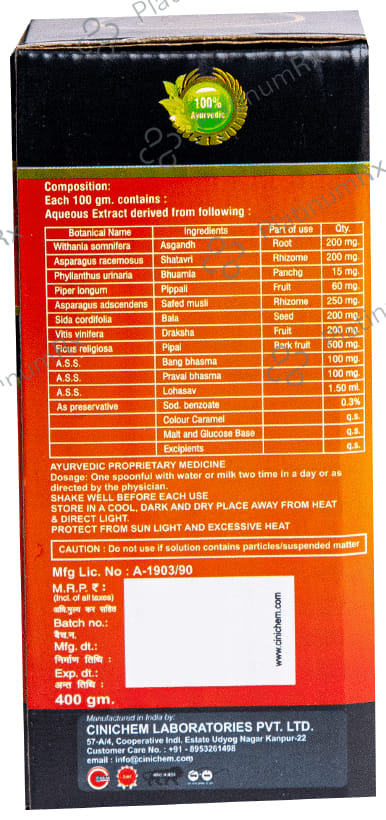 100%
Ayurvedic
Composition:
Each 100 gm. contains :
Aqueous Extract derived from following :
Botanical Name Ingredients Part of use Qty.
Withania somnifera Asgandh Root 200 mg.
Asparagus racemosus Shatavri Rhizome 200 mg.
Phyllanthus urinaria Bhuamla Panchg 15 mg.
Piper longum Pippali Fruit 60 mg.
Asparagus adscendens Safed musli Rhizome 250 mg.
Sida cordifolia Bala Seed 200 mg.
Vitis vinifera Draksha Fruit 200 mg.
Ficus religiosa Pipal Bark fruit 500 mg.
A.S.S. Bang bhasma 100 mg.
A.S.S. Praval bhasma 100 mg.
A.S.S. Lohasav 1.50 ml.
As preservative Sod. benzoate 0.3%
Colour Caramel q.s.
Malt and Glucose Base q.s.
Excipients q.s.
AYURVEDIC PROPRIETARY MEDICINE
Dosage: One spoonful with water or milk two time in a day or as
directed by the physician.
SHAKE WELL BEFORE EACH USE
STORE IN A COOL, DARK AND DRY PLACE AWAY FROM HEAT
& DIRECT LIGHT.
PROTECT FROM SUN LIGHT AND EXCESSIVE HEAT
CAUTION : Do not use if solution contains particles/suspended matter
Mfg Lic. No : A-1903/90
M.R.P. ₹ :
(Incl. of all taxes)
अधि.मूल्य कर सहित
Batch no.:
बैच.न.
Mfg. dt.:
निर्माण तिथि :
Exp. dt.:
अन्त तिथि :
400 gm.
www.cinichem.com
Manufactured in India by:
CINICHEM LABORATORIES PVT. LTD.
57-A/4, Cooperative Indl. Estate Udyog Nagar Kanpur-22
Customer Care No. : +91 - 8953261498
email : info@cinichem.com
PlatinumRx